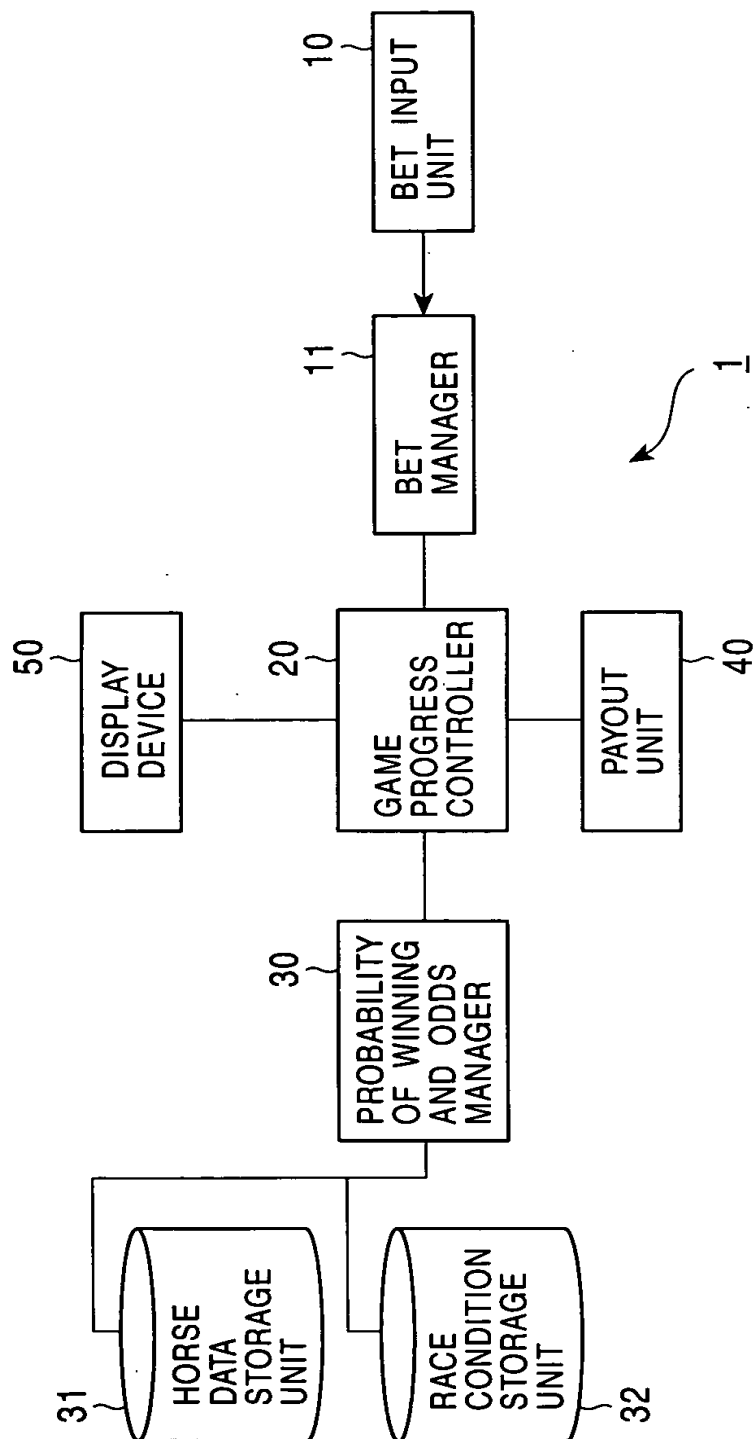 50
DISPLAY
DEVICE
31
HORSE
DATA
STORAGE
UNIT
30
PROBABILITY
OF WINNING
AND ODDS
MANAGER
20
GAME
PROGRESS
CONTROLLER
11
BET
MANAGER
10
BET INPUT
UNIT
RACE
CONDITION
STORAGE
UNIT
32
PAYOUT
UNIT
40
1